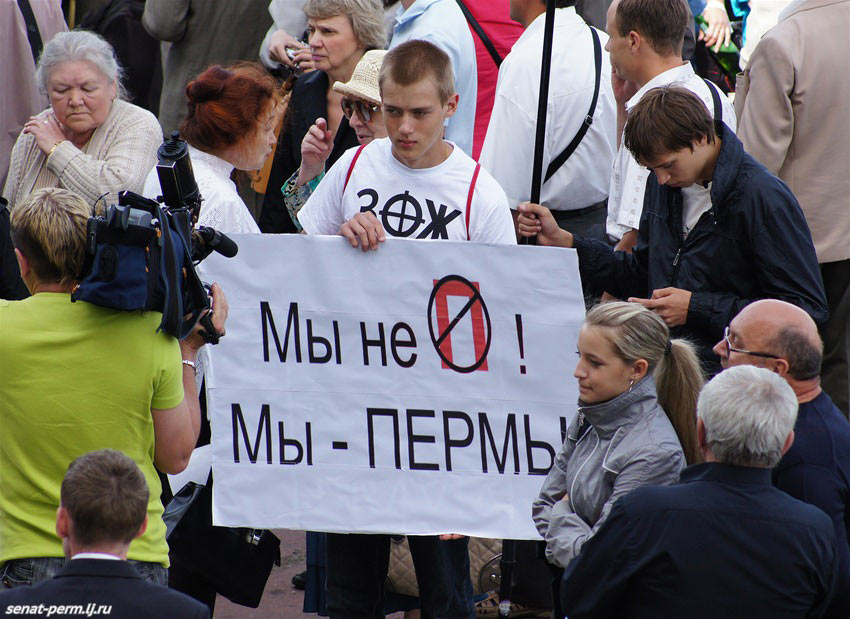 ЗОЖ
Мы не П !
Мы - ПЕРМЬ
senat-perm.lj.ru